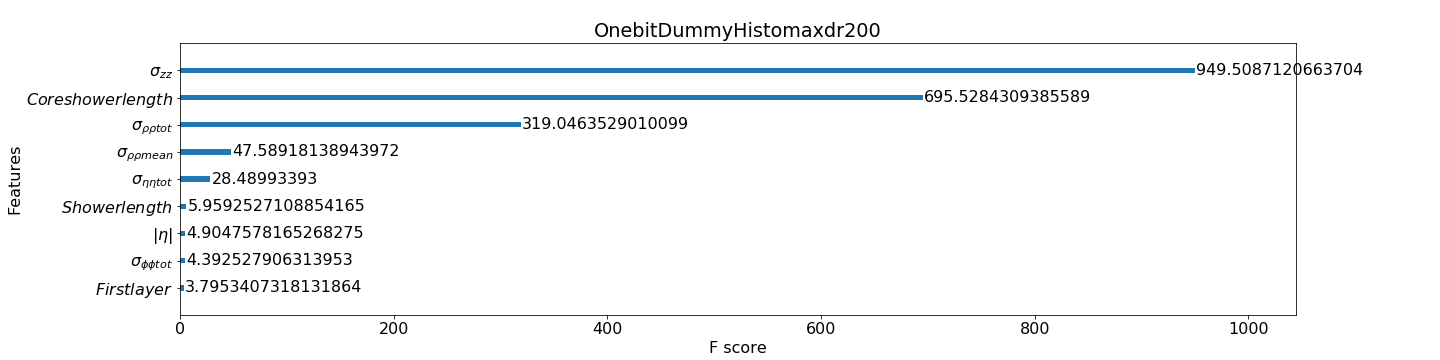 OnebitDummyHistomaxdr200
σzz 949.5087120663704
Coreshowerlength 695.5284309385589
σρρtot 319.0463529010099
σρρmean 47.58918138943972
σηηtot 28.48993393
Showerlength 5.9592527108854165
|η| 4.9047578165268275
σϕϕtot 4.392527906313953
Firstlayer 3.7953407318131864
Features
0 200 400 600 800 1000
F score